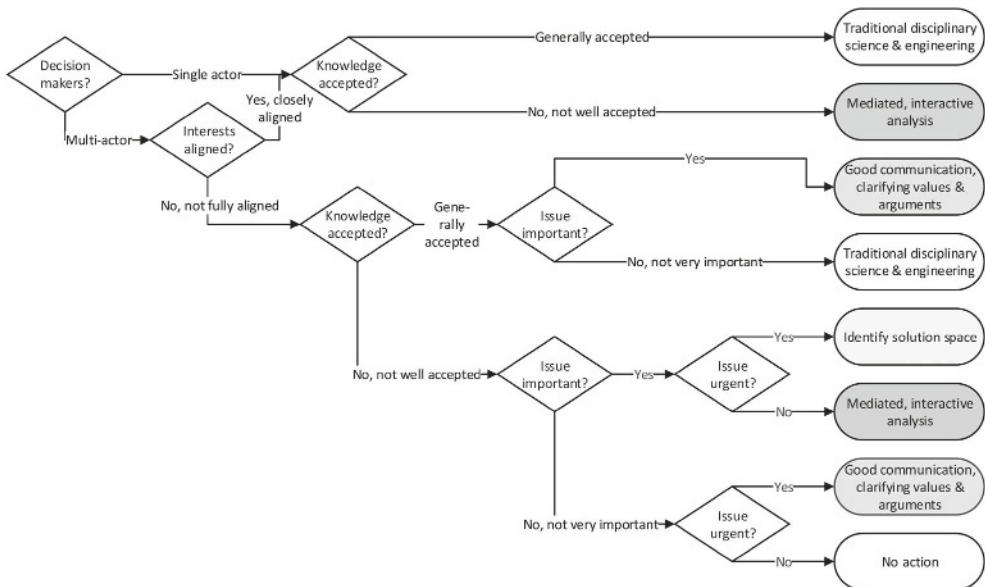 Generally accepted
Traditional disciplinary
science & engineering
Decision
makers?
Single actor
Knowledge
accepted?
Yes, closely
aligned
No, not well accepted
Mediated, interactive
analysis
Multi-actor
Interests
aligned?
Yes
Good communication,
clarifying values &
arguments
No, not fully aligned
Knowledge
accepted?
Gene-
rally
accepted
Issue
important?
No, not very important
Traditional disciplinary
science & engineering
Yes
Identify solution space
No, not well accepted
Issue
important?
Yes
Issue
urgent?
No
Mediated, interactive
analysis
Yes
Good communication,
clarifying values &
arguments
No, not very important
Issue
urgent?
No
No action